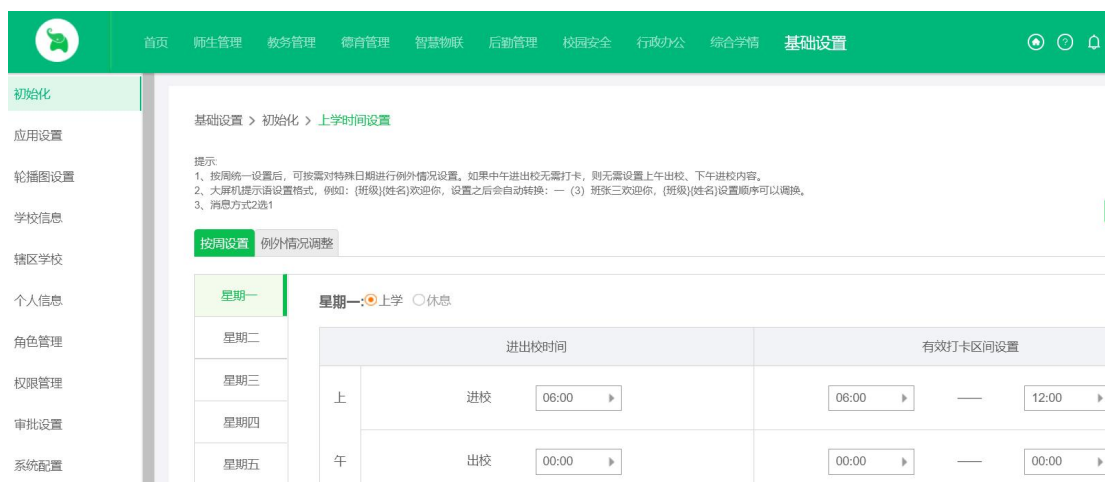 首页 师生管理 教务管理 德育管理 智慧物联 后勤管理 校园安全 行政办公 综合学情 基础设置
初始化
应用设置
轮播图设置
学校信息
辖区学校
个人信息
角色管理
权限管理
审批设置
系统配置
基础设置 > 初始化 > 上学时间设置
提示:
1、按周统一设置后，可按需对特殊日期进行例外情况设置。如果中午进出校无需打卡，则无需设置上午出校、下午进校内容。
2、大屏机提示语设置格式，例如：{班级}{姓名}欢迎你，设置之后会自动转换：一（3）班张三欢迎你，{班级}{姓名}设置顺序可以调换。
3、消息方式2选1
按周设置 例外情况调整
星期一
星期二
星期三
星期四
星期五
星期一:上学 休息
进出校时间 有效打卡区间设置
上 进校 06:00 06:00 —— 12:00
午 出校 00:00 00:00 —— 00:00